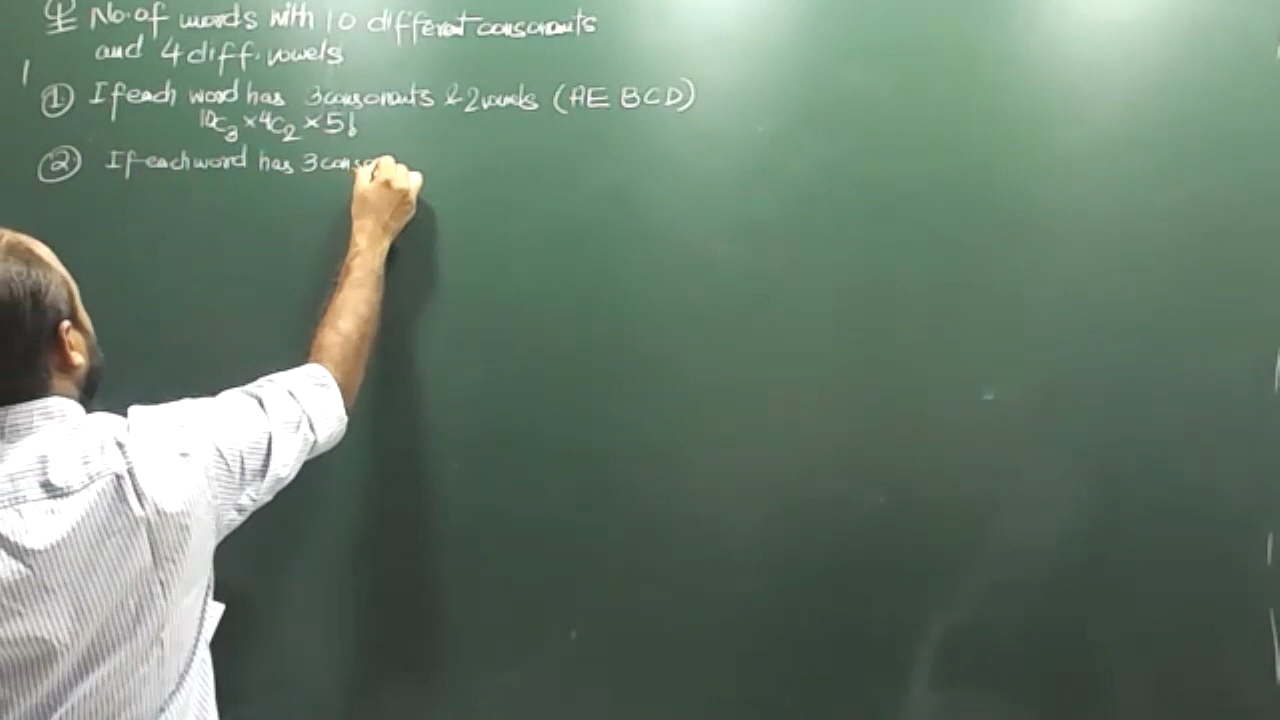 Q No. of words with 10 different consonants
and 4 diff. vowels
① If each word has 3 consonants & 2 vowels (AE BCD)
10C3 × 4C2 × 5!
② If each word has 3 conso